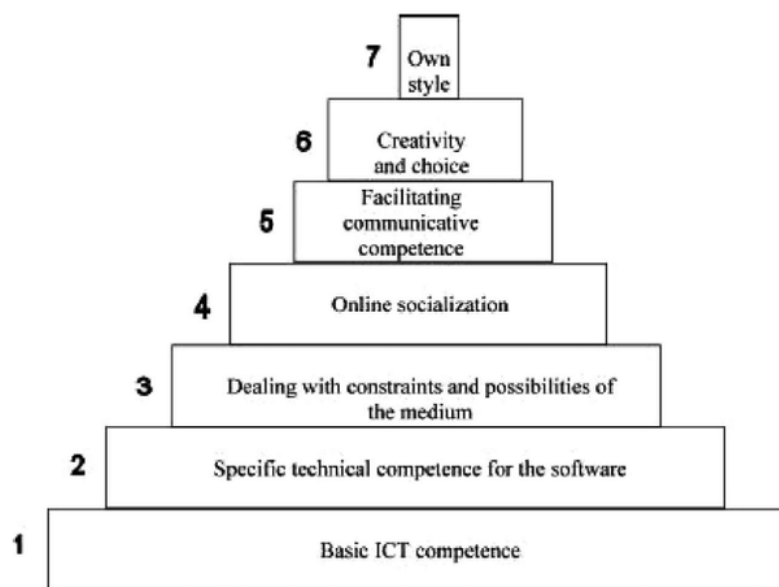 7
Own
style
6
Creativity
and choice
5
Facilitating
communicative
competence
4
Online socialization
3
Dealing with constraints and possibilities of
the medium
2
Specific technical competence for the software
1
Basic ICT competence